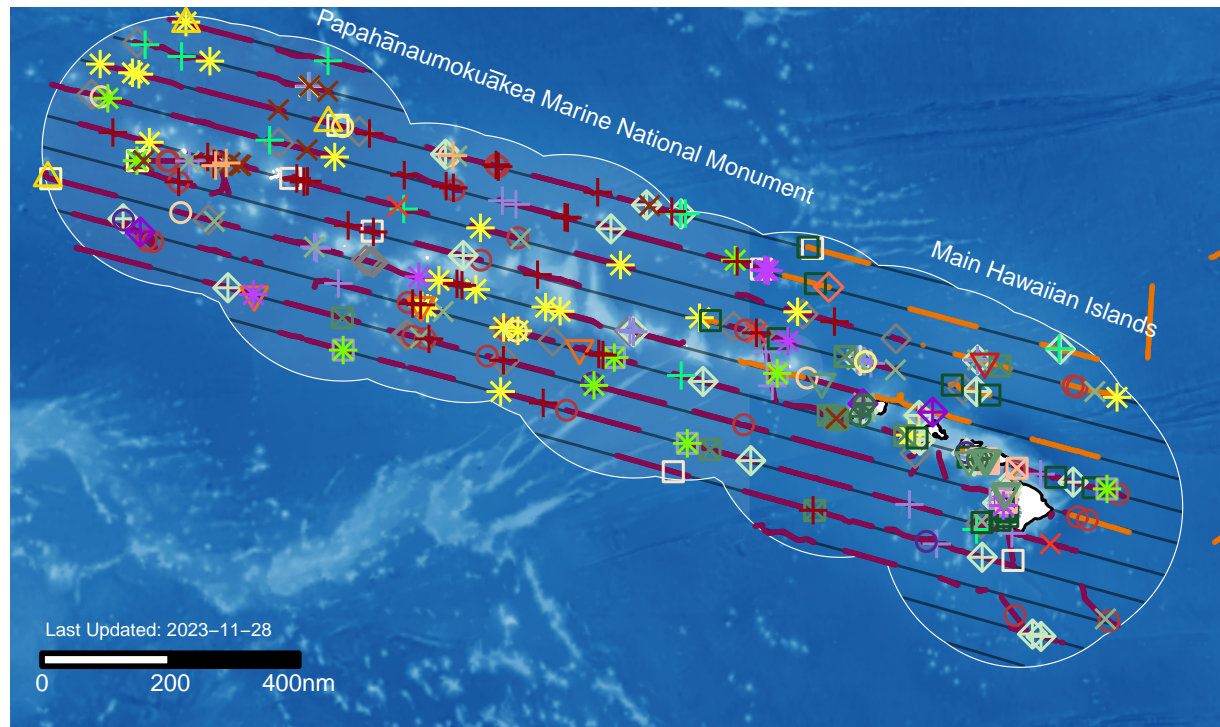 Papahānaumokuākea Marine National Monument
Main Hawaiian Islands
Last Updated: 2023−11−28
0 200 400nm